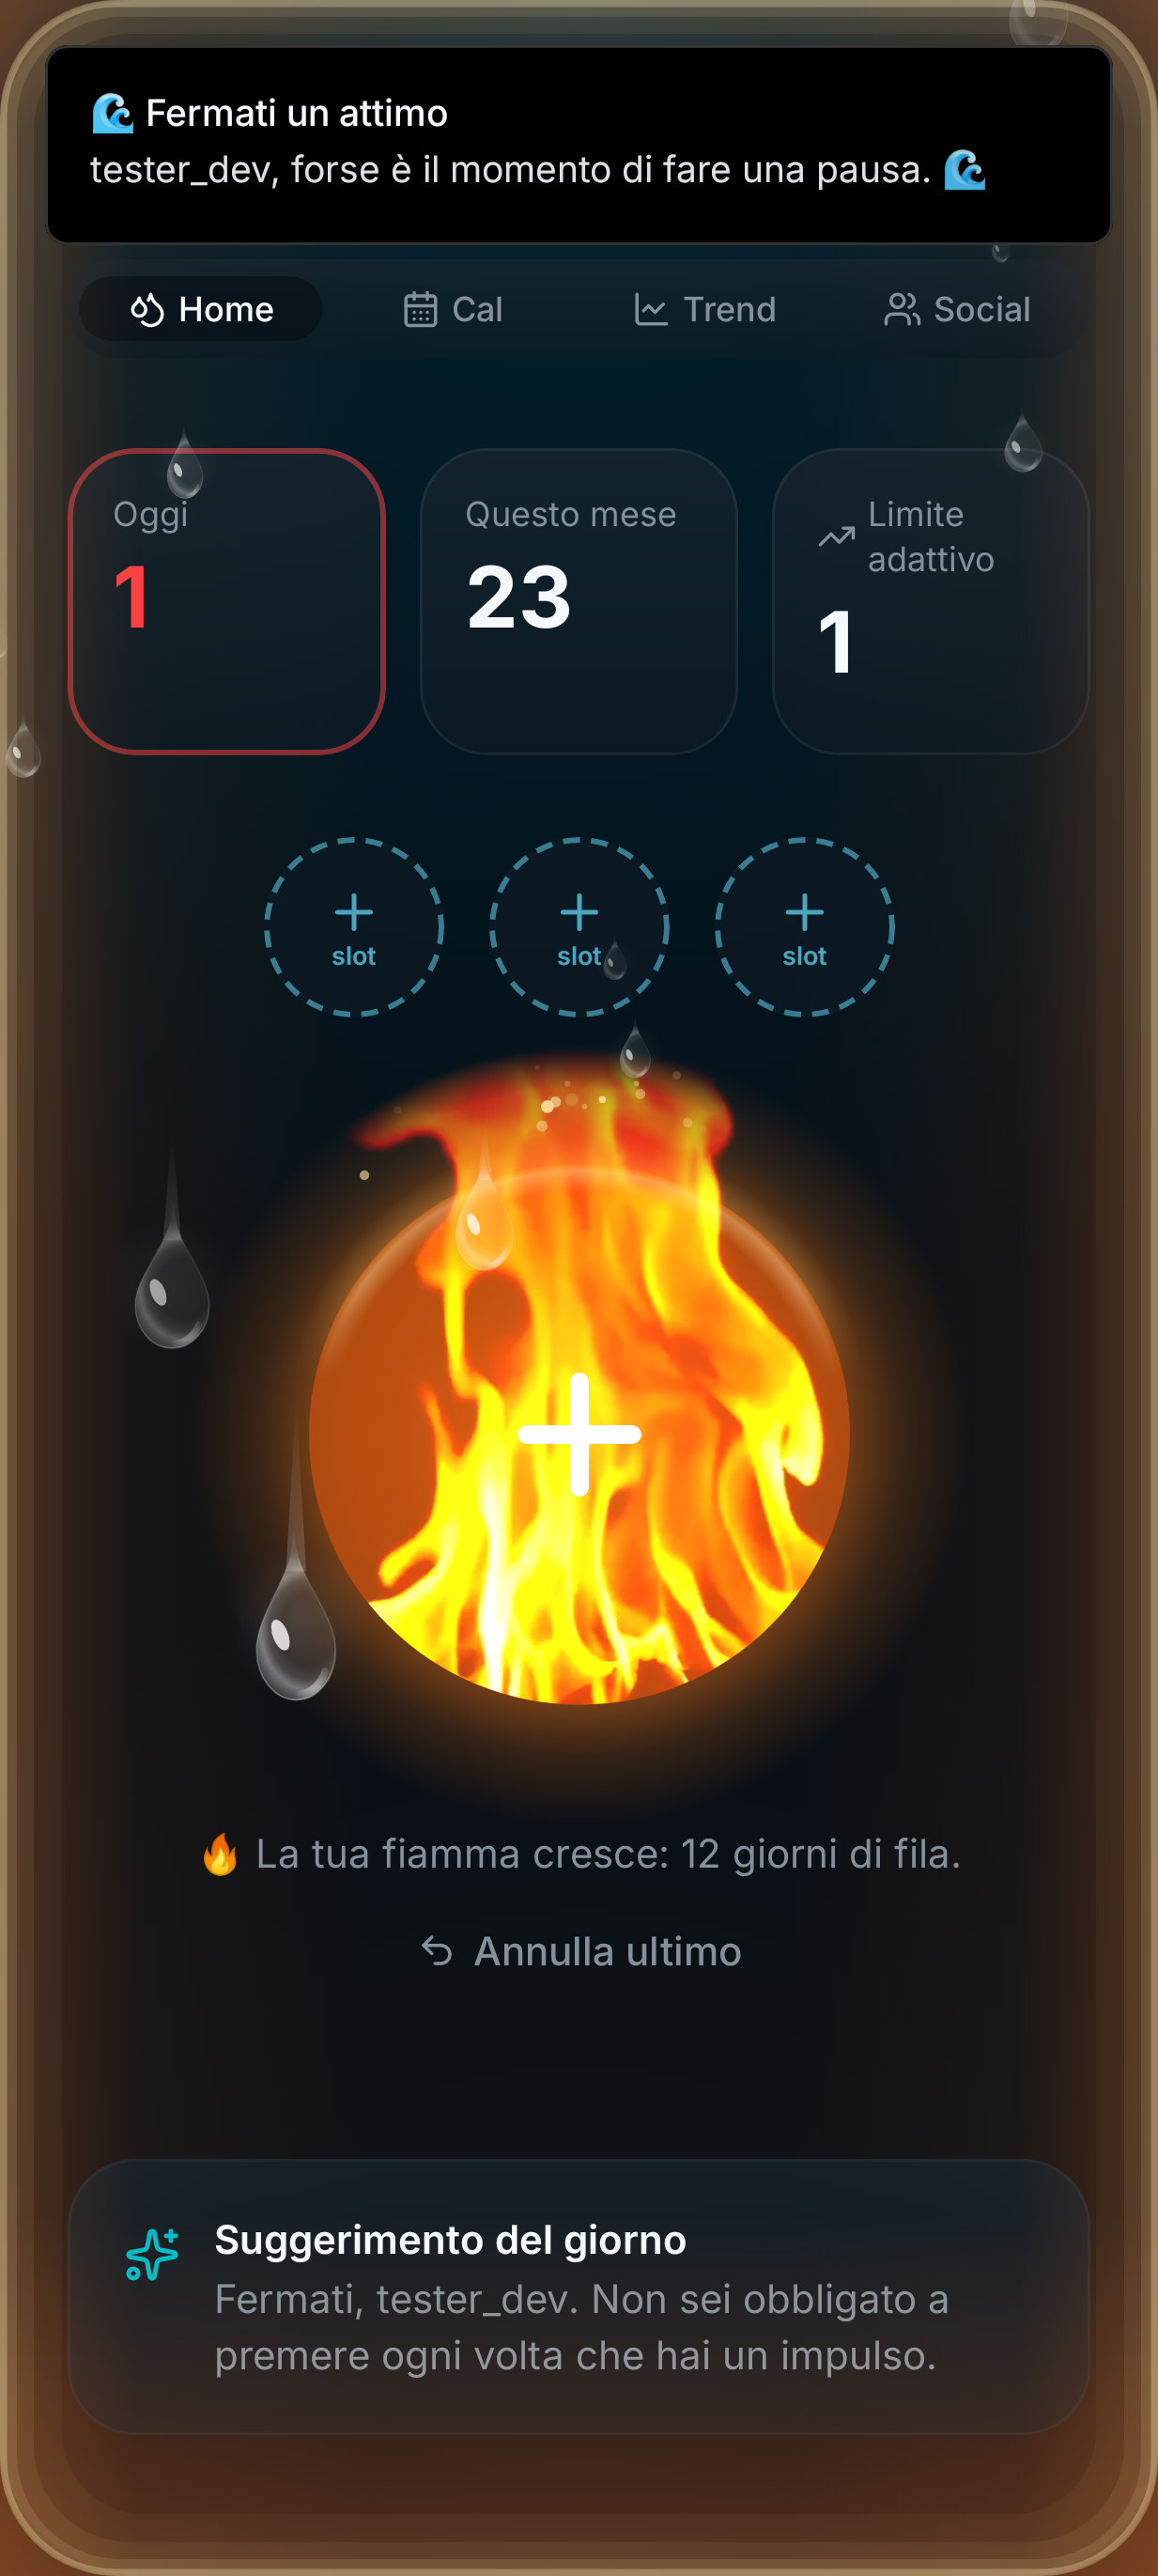 🌊 Fermati un attimo
tester_dev, forse è il momento di fare una pausa. 🌊
Home
Cal
Trend
Social
Oggi
1
Questo mese
23
Limite
adattivo
1
slot
slot
slot
🔥 La tua fiamma cresce: 12 giorni di fila.
Annulla ultimo
Suggerimento del giorno
Fermati, tester_dev. Non sei obbligato a
premere ogni volta che hai un impulso.